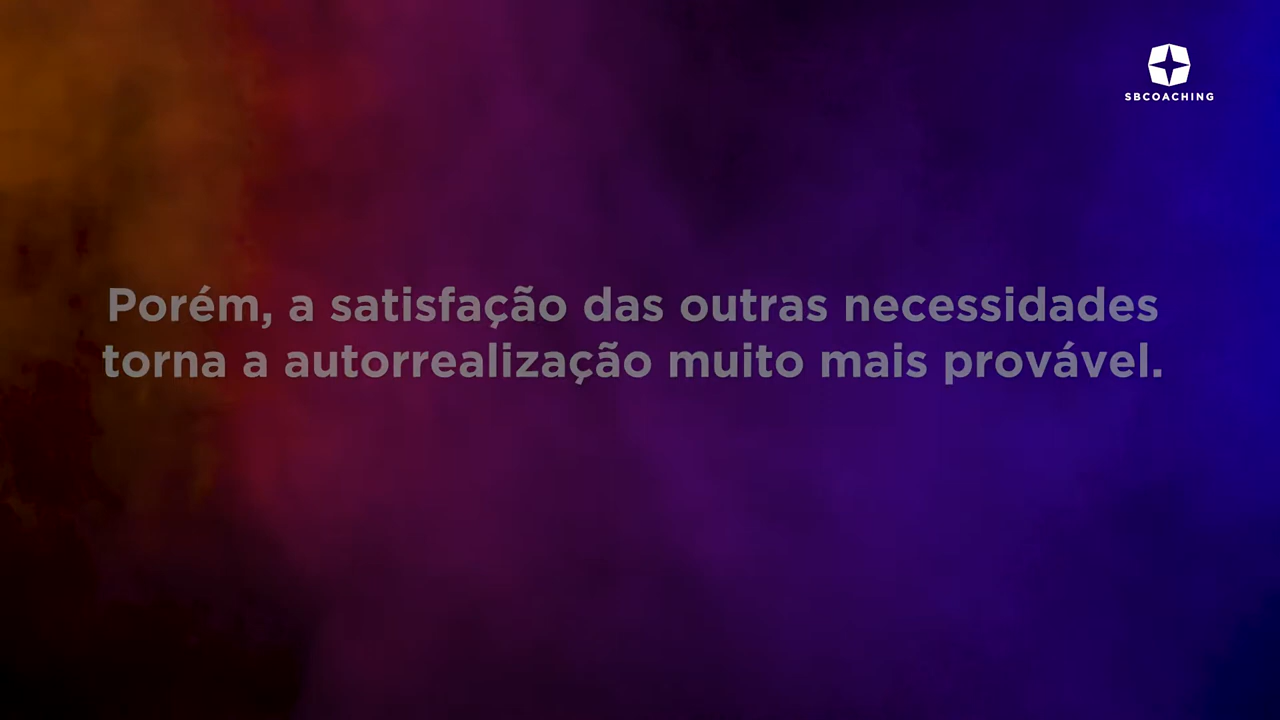 SBCOACHING
Porém, a satisfação das outras necessidades
torna a autorrealização muito mais provável.